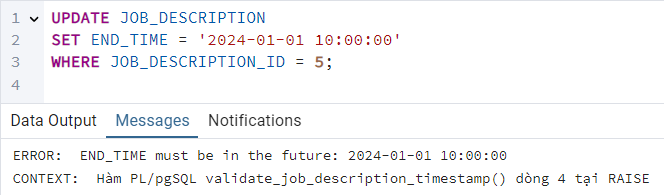 1 UPDATE JOB_DESCRIPTION
2 SET END_TIME = '2024-01-01 10:00:00'
3 WHERE JOB_DESCRIPTION_ID = 5;
4
Data Output Messages Notifications
ERROR:  END_TIME must be in the future: 2024-01-01 10:00:00
CONTEXT:  Hàm PL/pgSQL validate_job_description_timestamp() dòng 4 tại RAISE